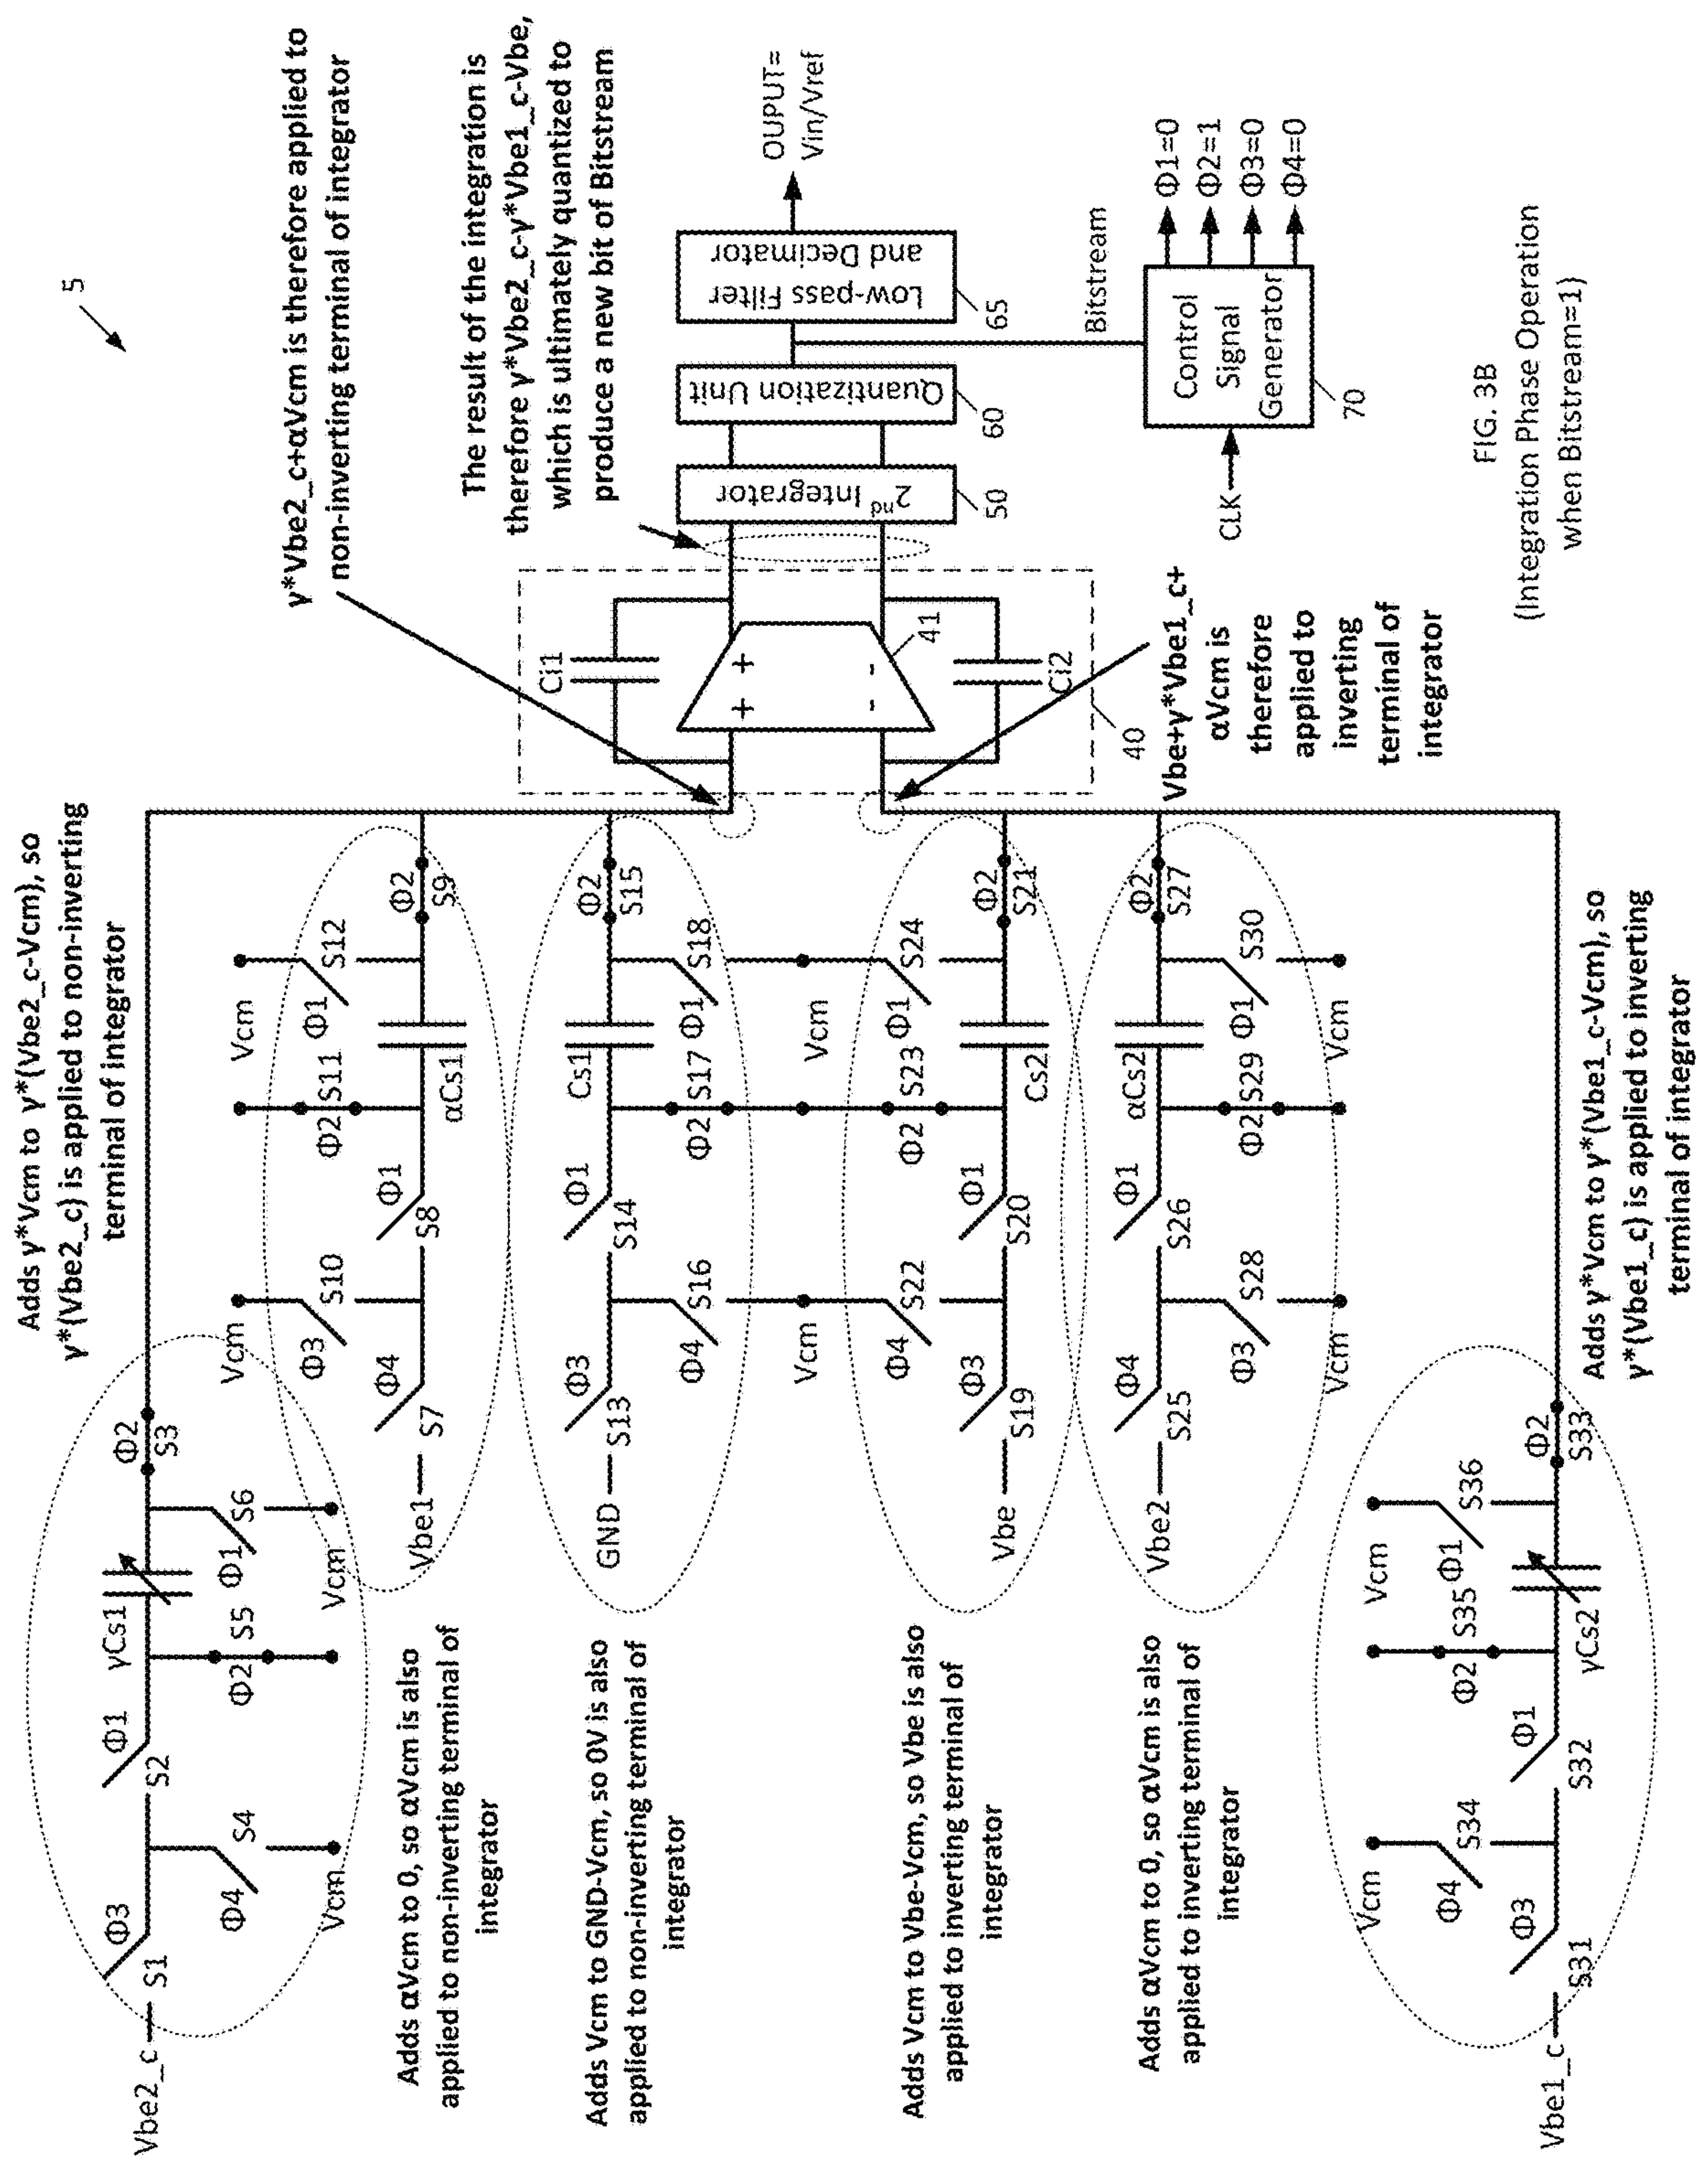 5
Adds γ*Vcm to γ*(Vbe2_c-Vcm), so
γ*(Vbe2_c) is applied to non-inverting
terminal of integrator
γ*Vbe2_c+αVcm is therefore applied to
non-inverting terminal of integrator
The result of the integration is
therefore γ*Vbe2_c-γ*Vbe1_c-Vbe,
which is ultimately quantized to
produce a new bit of Bitstream
Vbe2_c
S1
Φ3
Φ4
S4
Vcm
S2
Φ1
Φ2
S5
γCs1
Φ1
S6
Vcm
Φ2
S3
Adds αVcm to 0, so αVcm is also
applied to non-inverting terminal of
integrator
Vbe1
S7
Φ4
Vcm
Φ3
S10
S8
Φ1
Φ2
S11
Vcm
αCs1
Φ1
S12
Φ2
S9
Adds Vcm to GND-Vcm, so 0V is also
applied to non-inverting terminal of
integrator
GND
S13
Φ3
Φ4
S16
Vcm
S14
Φ1
Φ2
S17
Cs1
Φ1
S18
Vcm
Φ2
S15
Adds Vcm to Vbe-Vcm, so Vbe is also
applied to inverting terminal of
integrator
Vbe
S19
Φ3
Φ4
S22
S20
Φ1
Φ2
S23
Cs2
Φ1
S24
Φ2
S21
Adds αVcm to 0, so αVcm is also
applied to inverting terminal of
integrator
Vbe2
S25
Φ4
Φ3
S28
Vcm
S26
Φ1
Φ2
S29
αCs2
Φ1
S30
Vcm
Φ2
S27
Vbe1_c
S31
Φ3
Vcm
Φ4
S34
S32
Φ1
Φ2
S35
Vcm
γCs2
Φ1
S36
Φ2
S33
Adds γ*Vcm to γ*(Vbe1_c-Vcm), so
γ*(Vbe1_c) is applied to inverting
terminal of integrator
Ci1
+ +
- -
41
Ci2
40
Vbe+γ*Vbe1_c+
αVcm is
therefore
applied to
inverting
terminal of
integrator
2nd Integrator
50
Quantization Unit
60
Low-pass Filter
and Decimator
65
OUPUT=
Vin/Vref
Bitstream
CLK
Control
Signal
Generator
70
Φ1=0
Φ2=1
Φ3=0
Φ4=0
FIG. 3B
(Integration Phase Operation
when Bitstream=1)